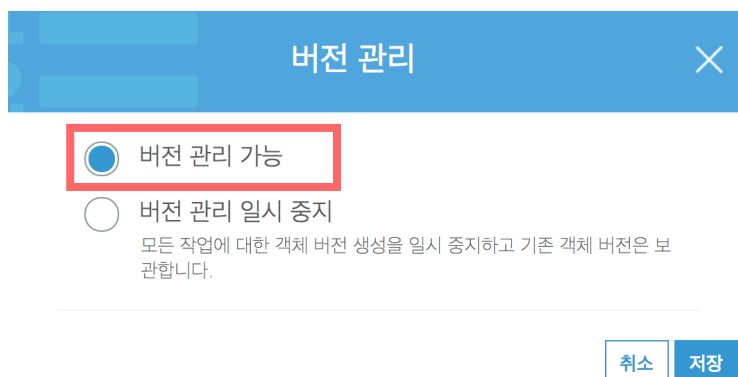 버전 관리
버전 관리 가능
버전 관리 일시 중지
모든 작업에 대한 객체 버전 생성을 일시 중지하고 기존 객체 버전은 보
관합니다.
취소 저장